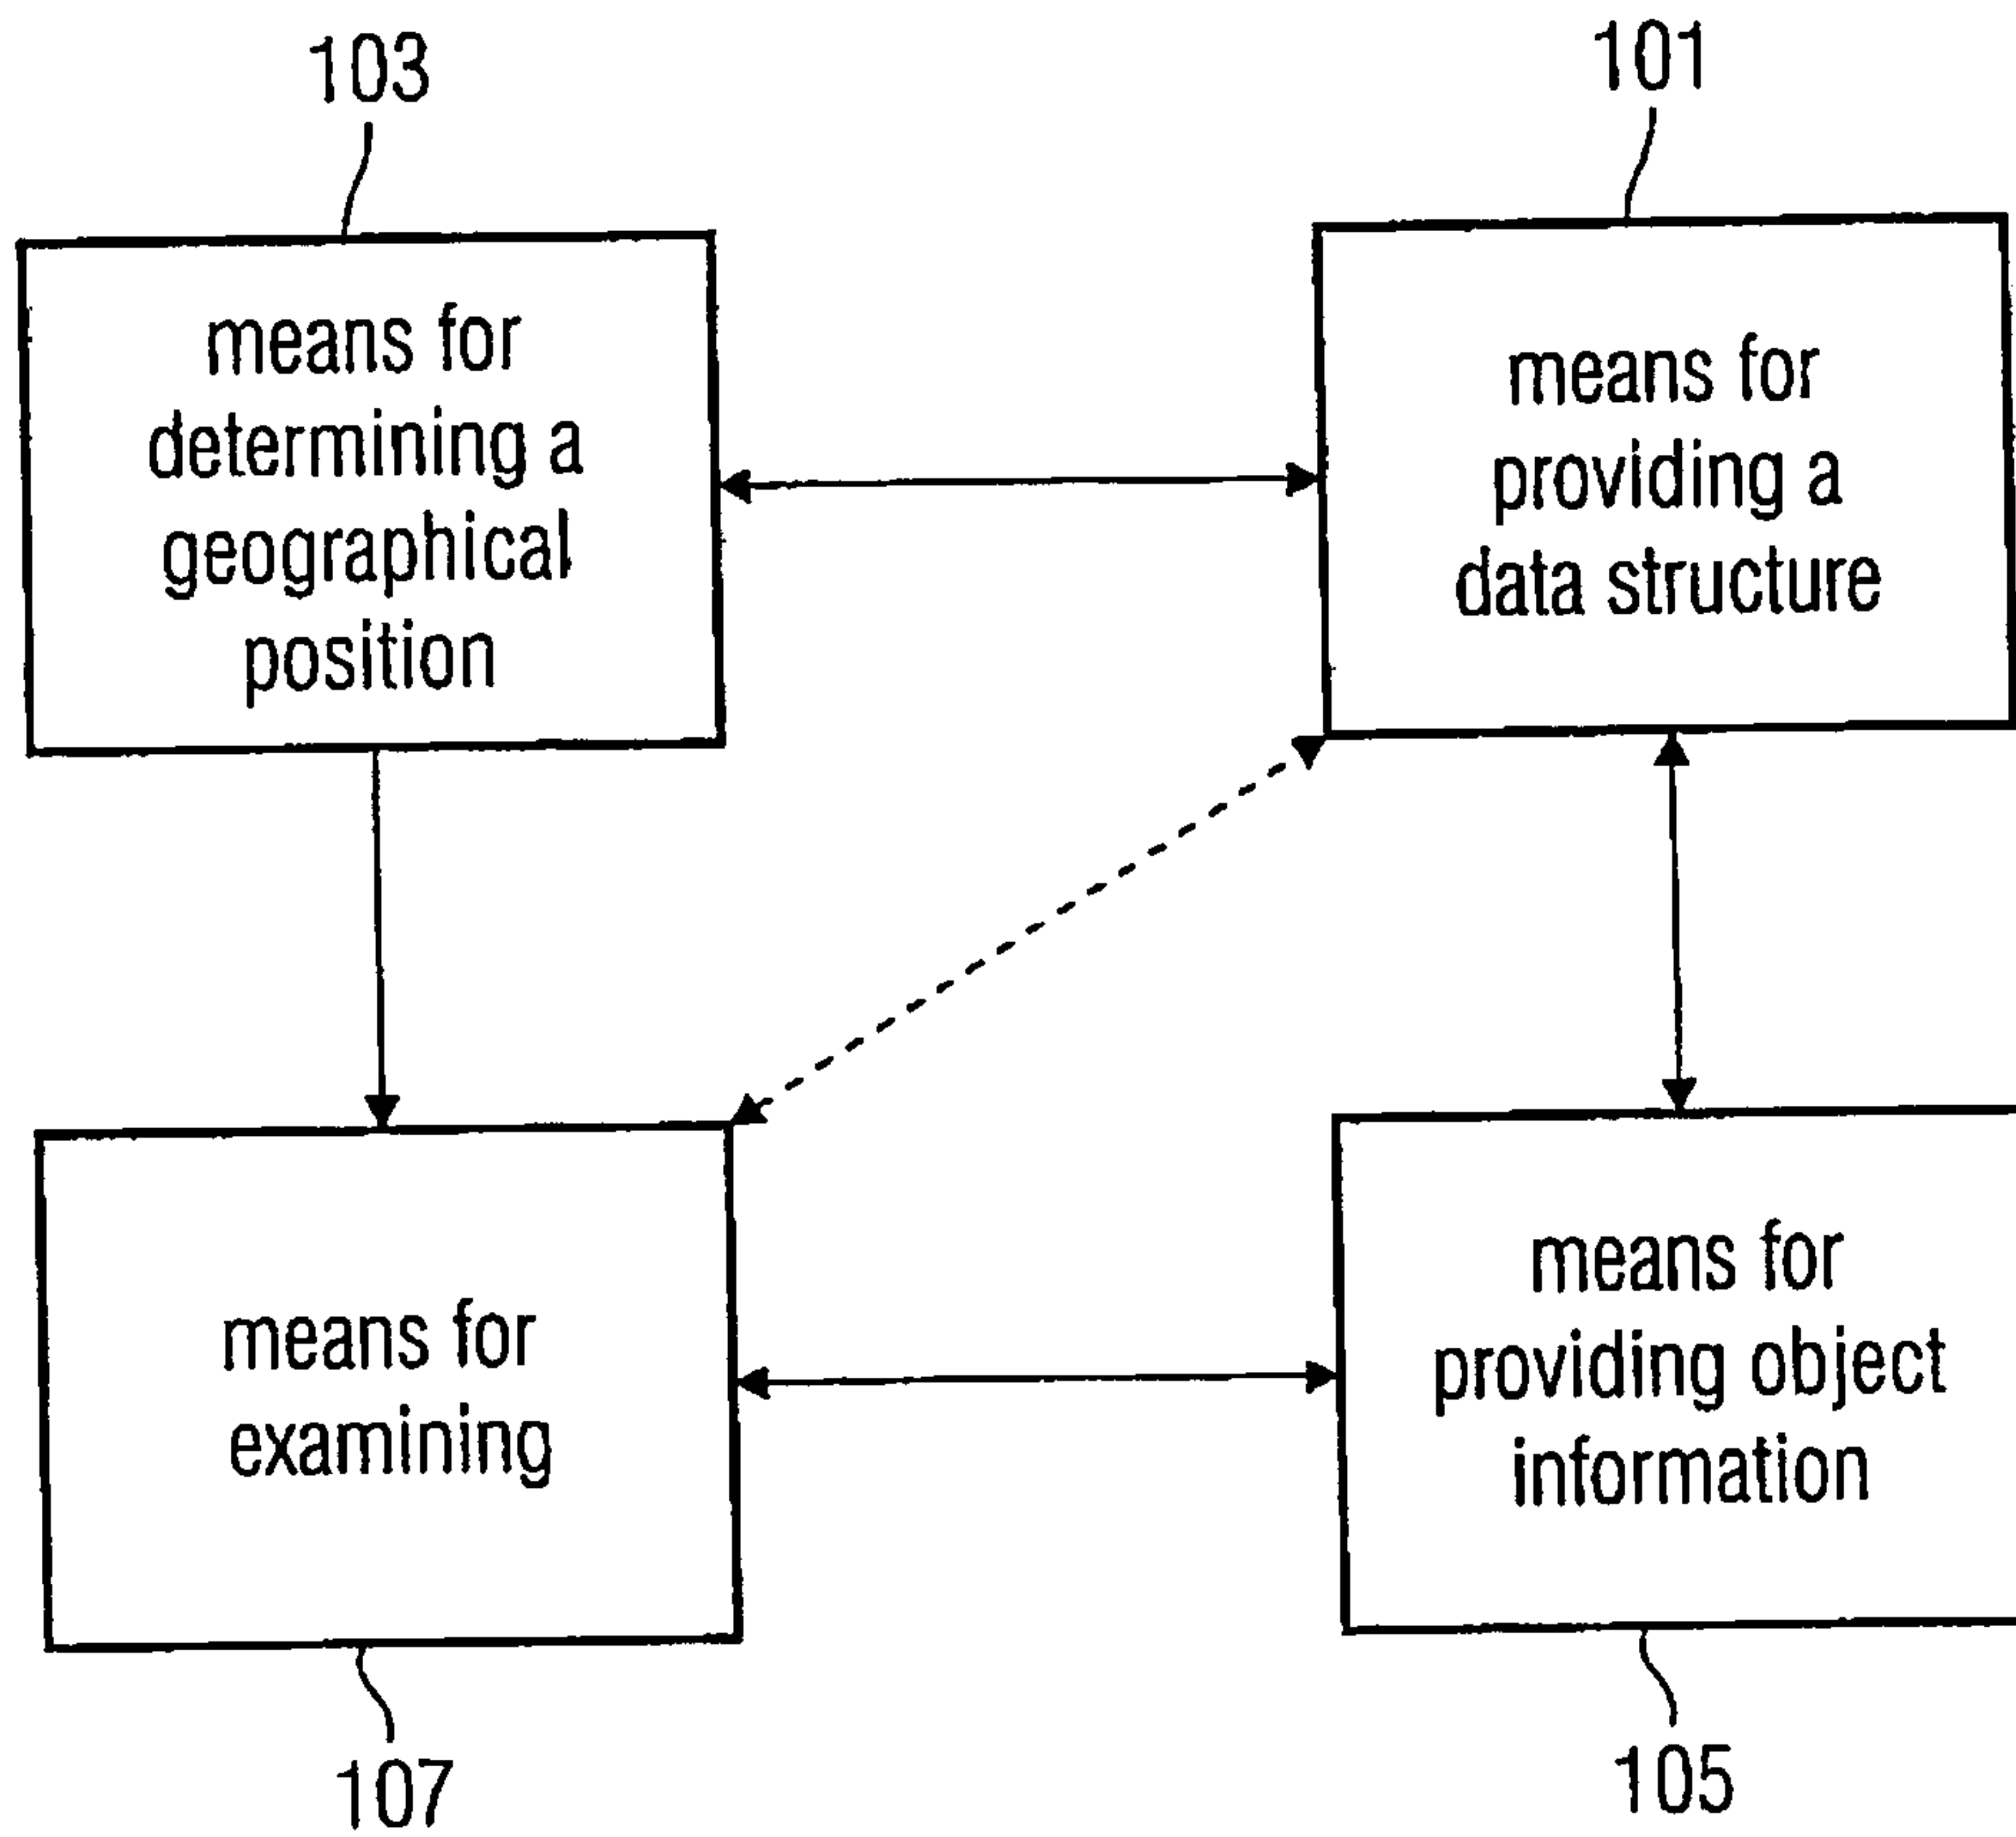 103
101
means for
determining a
geographical
position
means for
providing a
data structure
means for
examining
means for
providing object
information
107
105